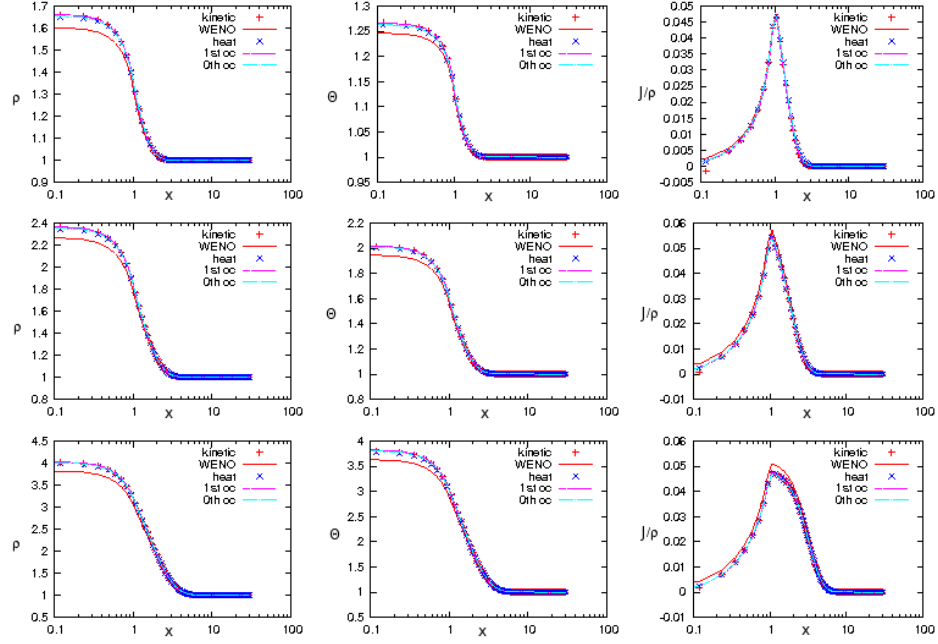 1.7
1.6
1.5
1.4
1.3
1.2
1.1
1
0.9
ρ
0.1 1 10 100
x
kinetic
WENO
heat
1st oc
0th oc
1.3
1.25
1.2
1.15
1.1
1.05
1
0.95
Θ
0.1 1 10 100
x
kinetic
WENO
heat
1st oc
0th oc
0.05
0.045
0.04
0.035
0.03
0.025
0.02
0.015
0.01
0.005
0
-0.005
J/ρ
0.1 1 10 100
x
kinetic
WENO
heat
1st oc
0th oc
2.4
2.2
2
1.8
1.6
1.4
1.2
1
0.8
ρ
0.1 1 10 100
x
kinetic
WENO
heat
1st oc
0th oc
2.2
2
1.8
1.6
1.4
1.2
1
0.8
Θ
0.1 1 10 100
x
kinetic
WENO
heat
1st oc
0th oc
0.06
0.05
0.04
0.03
0.02
0.01
0
-0.01
J/ρ
0.1 1 10 100
x
kinetic
WENO
heat
1st oc
0th oc
4.5
4
3.5
3
2.5
2
1.5
1
0.5
ρ
0.1 1 10 100
x
kinetic
WENO
heat
1st oc
0th oc
4
3.5
3
2.5
2
1.5
1
0.5
Θ
0.1 1 10 100
x
kinetic
WENO
heat
1st oc
0th oc
0.06
0.05
0.04
0.03
0.02
0.01
0
-0.01
J/ρ
0.1 1 10 100
x
kinetic
WENO
heat
1st oc
0th oc